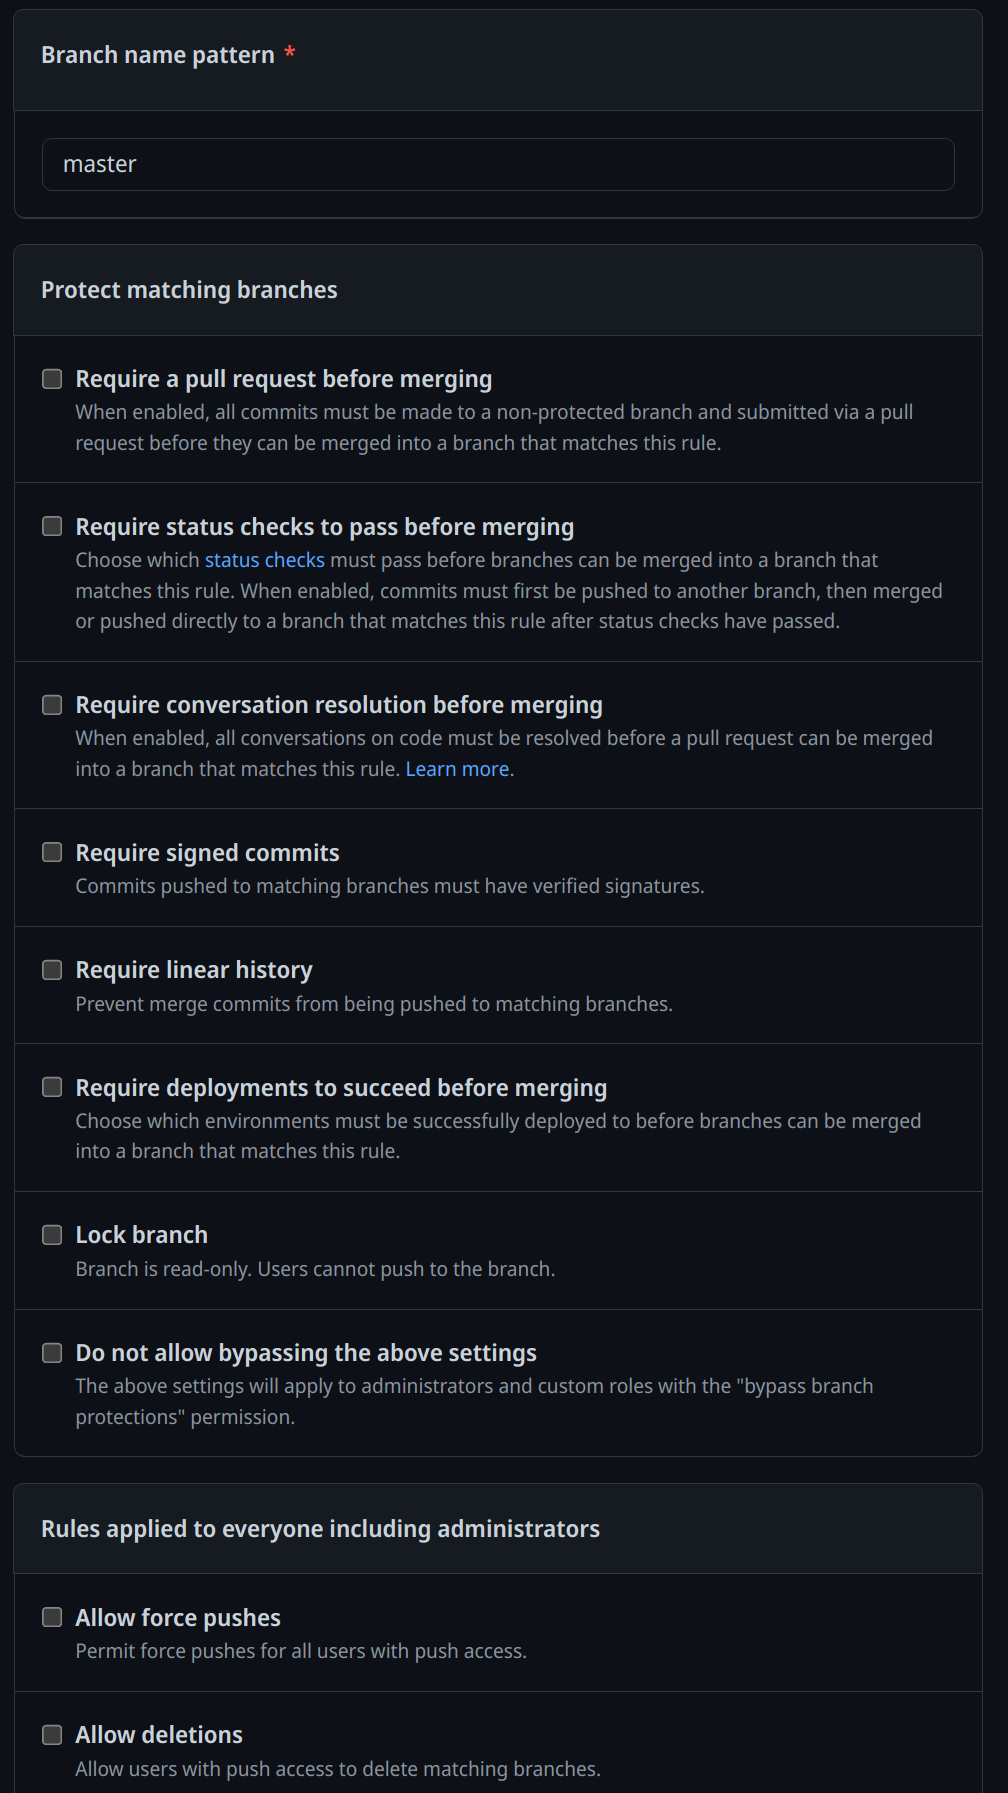 Branch name pattern *
master
Protect matching branches
Require a pull request before merging
When enabled, all commits must be made to a non-protected branch and submitted via a pull
request before they can be merged into a branch that matches this rule.
Require status checks to pass before merging
Choose which status checks must pass before branches can be merged into a branch that
matches this rule. When enabled, commits must first be pushed to another branch, then merged
or pushed directly to a branch that matches this rule after status checks have passed.
Require conversation resolution before merging
When enabled, all conversations on code must be resolved before a pull request can be merged
into a branch that matches this rule. Learn more.
Require signed commits
Commits pushed to matching branches must have verified signatures.
Require linear history
Prevent merge commits from being pushed to matching branches.
Require deployments to succeed before merging
Choose which environments must be successfully deployed to before branches can be merged
into a branch that matches this rule.
Lock branch
Branch is read-only. Users cannot push to the branch.
Do not allow bypassing the above settings
The above settings will apply to administrators and custom roles with the "bypass branch
protections" permission.
Rules applied to everyone including administrators
Allow force pushes
Permit force pushes for all users with push access.
Allow deletions
Allow users with push access to delete matching branches.